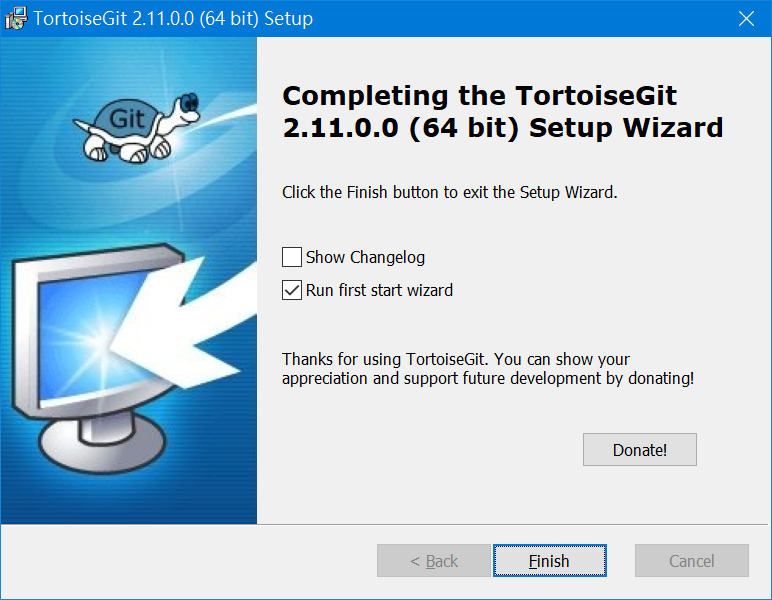 TortoiseGit 2.11.0.0 (64 bit) Setup
Git
Completing the TortoiseGit
2.11.0.0 (64 bit) Setup Wizard
Click the Finish button to exit the Setup Wizard.
Show Changelog
Run first start wizard
Thanks for using TortoiseGit. You can show your
appreciation and support future development by donating!
Donate!
< Back
Finish
Cancel